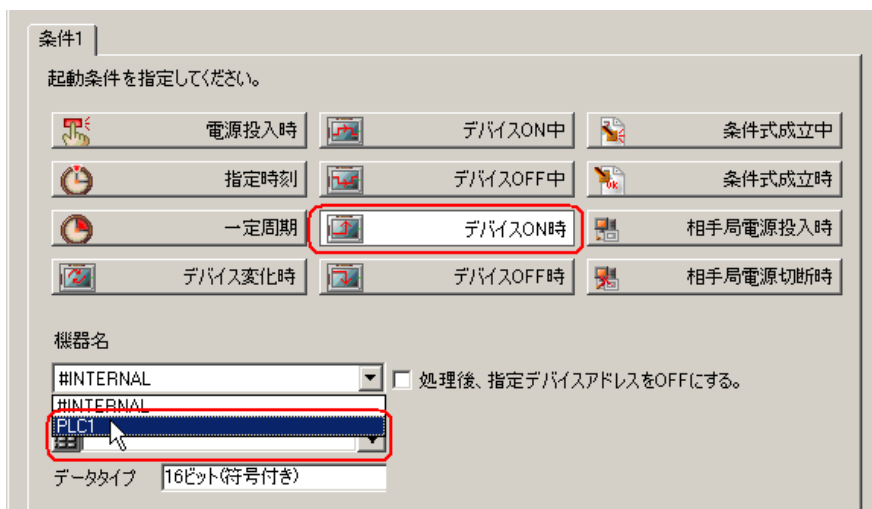 条件1
起動条件を指定してください。
電源投入時 デバイスON中 条件式成立中
指定時刻 デバイスOFF中 条件式成立時
一定周期 デバイスON時 相手局電源投入時
デバイス変化時 デバイスOFF時 相手局電源切断時
機器名
#INTERNAL 処理後、指定デバイスアドレスをOFFにする。
#INTERNAL
PLC1
データタイプ 16ビット(符号付き)